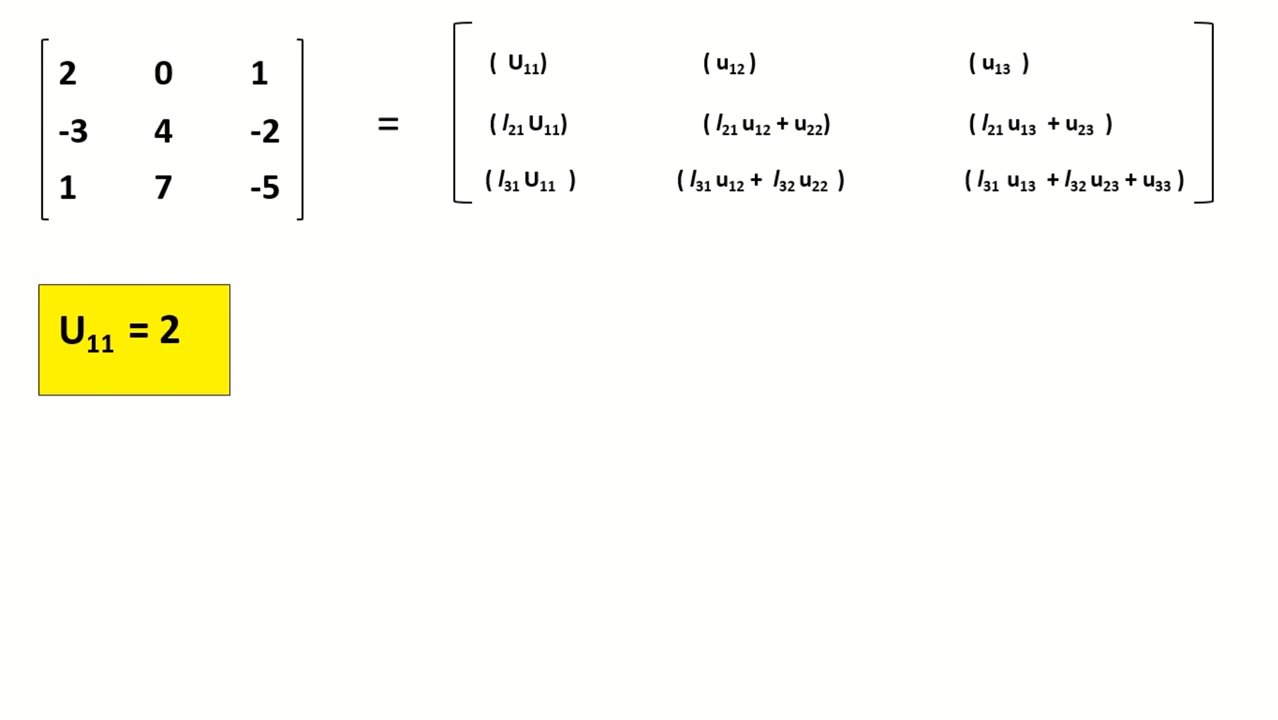 2 0 1 = ( U₁₁) ( u₁₂ ) ( u₁₃ )
-3 4 -2 ( l₂₁ U₁₁) ( l₂₁ u₁₂ + u₂₂) ( l₂₁ u₁₃ + u₂₃ )
1 7 -5 ( l₃₁ U₁₁ ) ( l₃₁ u₁₂ + l₃₂ u₂₂ ) ( l₃₁ u₁₃ + l₃₂ u₂₃ + u₃₃ )
U₁₁ = 2